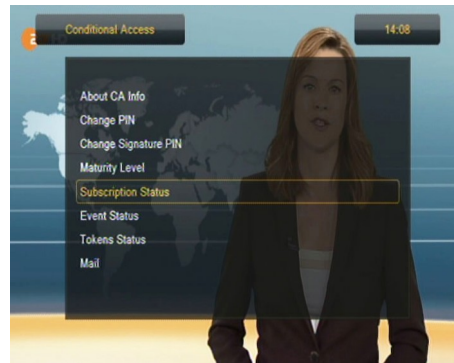 Conditional Access
14:08
About CA Info
Change PIN
Change Signature PIN
Maturity Level
Subscription Status
Event Status
Tokens Status
Mail